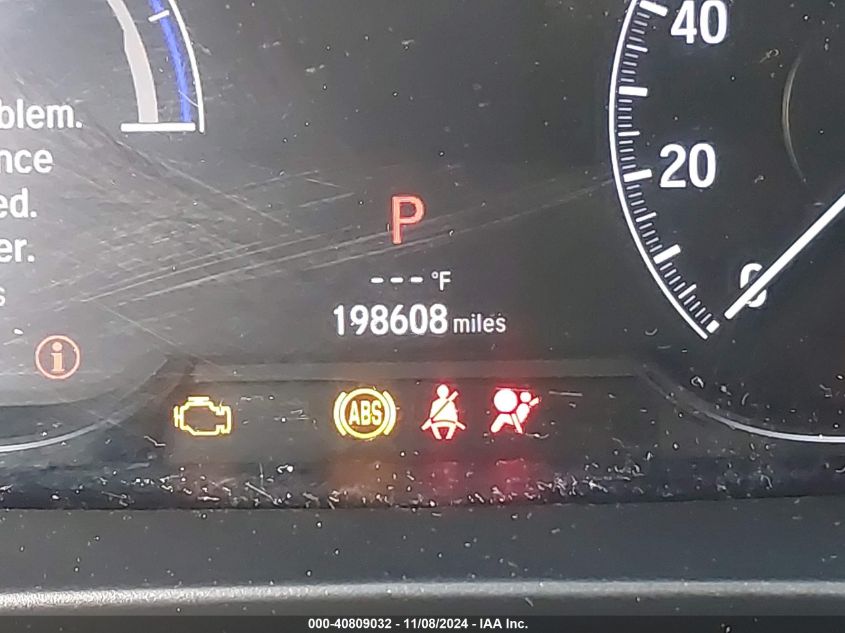 40
blem.
nce
20
ed.
P
er.
s
- - - °F
0
198608 miles
ABS
000-40809032 - 11/08/2024 - IAA Inc.